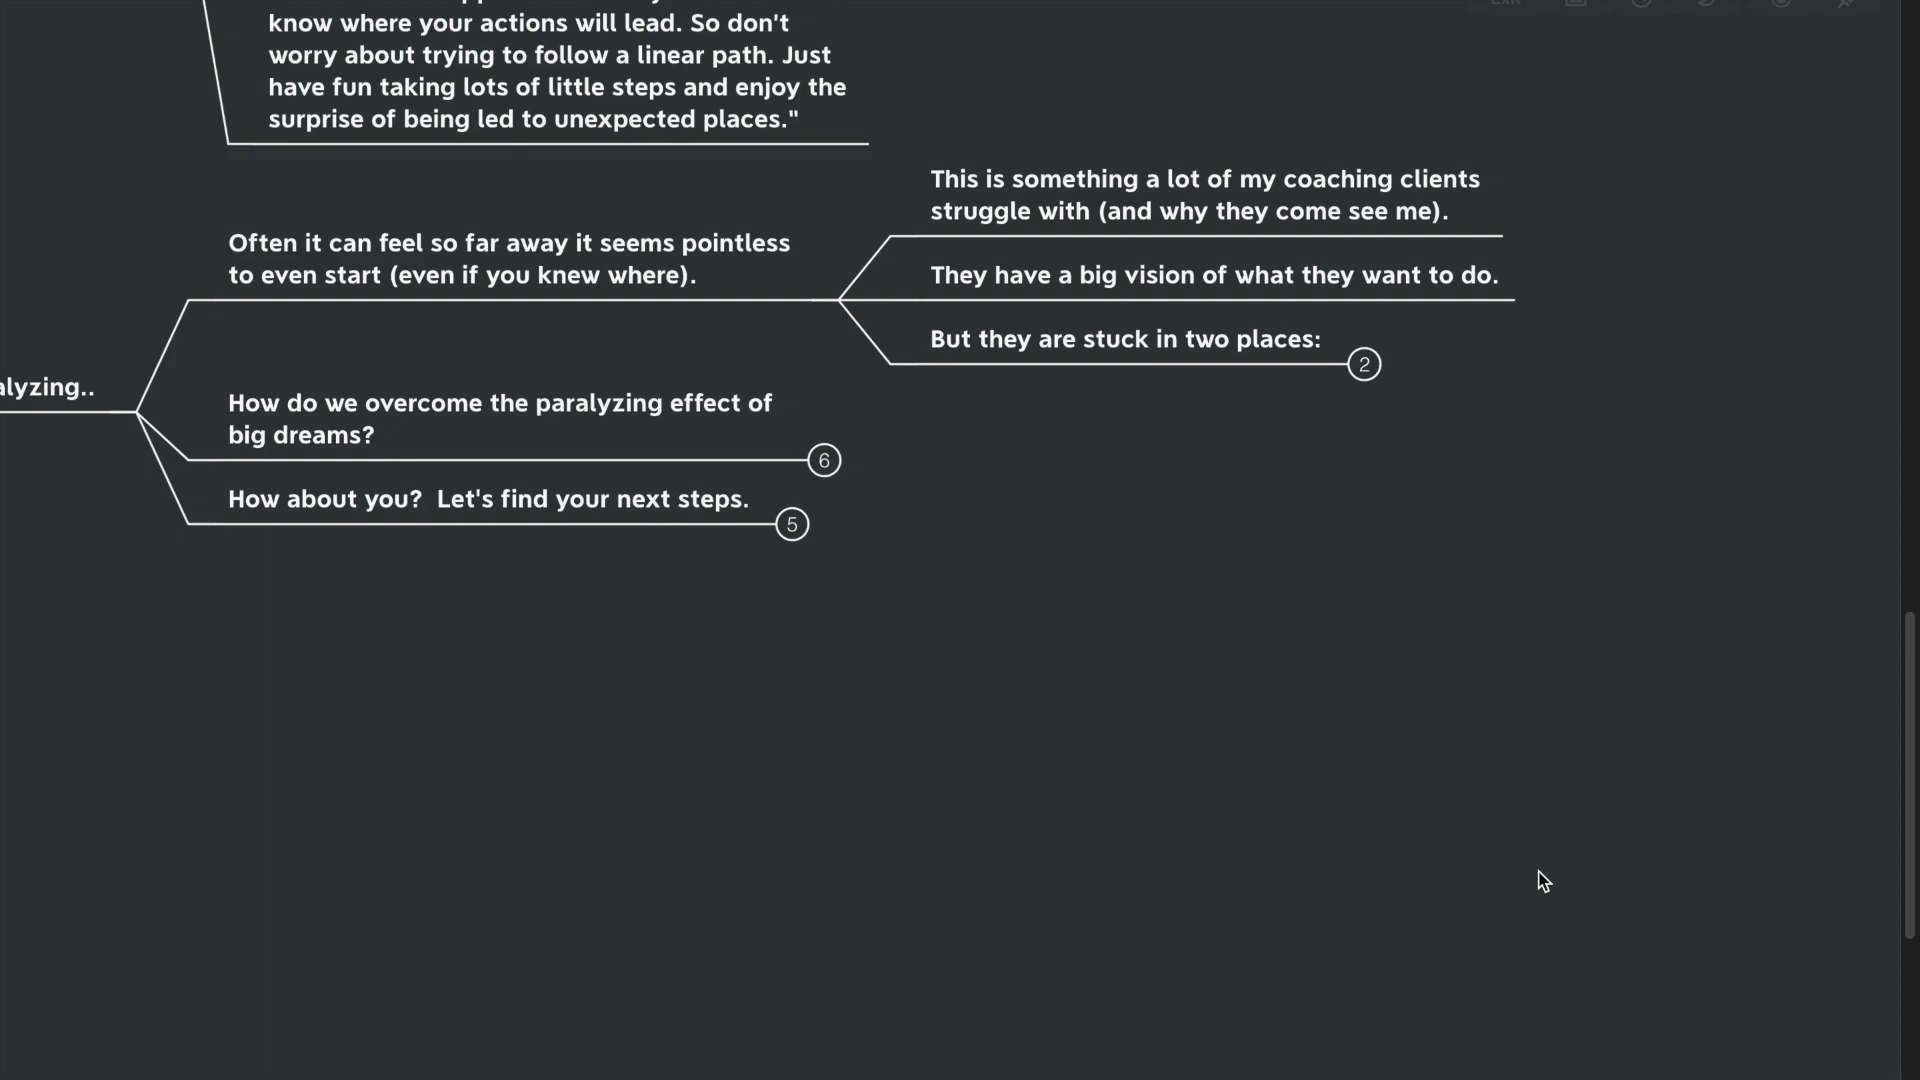 know where your actions will lead. So don't
worry about trying to follow a linear path. Just
have fun taking lots of little steps and enjoy the
surprise of being led to unexpected places."
This is something a lot of my coaching clients
struggle with (and why they come see me).
Often it can feel so far away it seems pointless
to even start (even if you knew where).
They have a big vision of what they want to do.
But they are stuck in two places:
2
alyzing..
How do we overcome the paralyzing effect of
big dreams?
6
How about you?  Let's find your next steps.
5